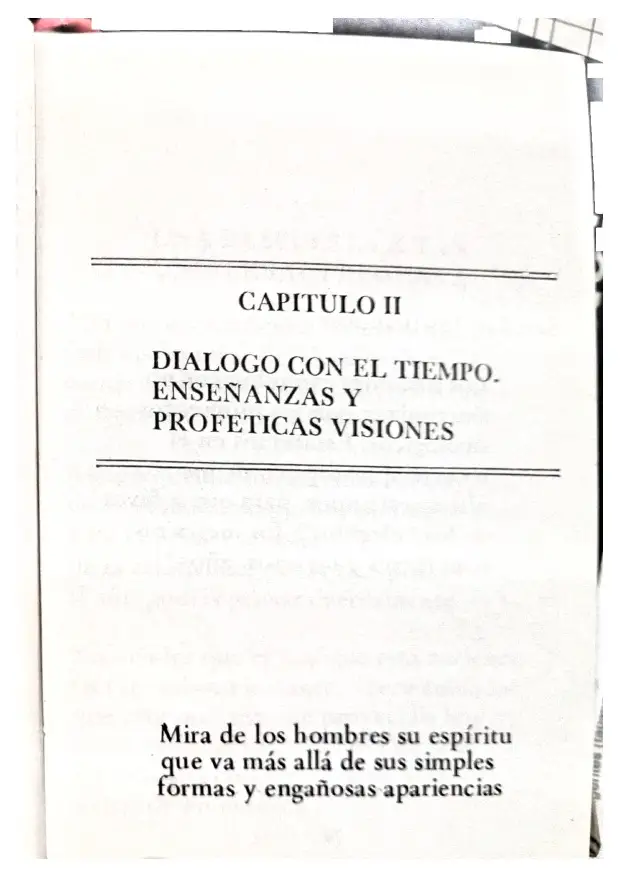 CAPITULO II
DIALOGO CON EL TIEMPO.
ENSEÑANZAS Y
PROFETICAS VISIONES
Mira de los hombres su espíritu
que va más allá de sus simples
formas y engañosas apariencias